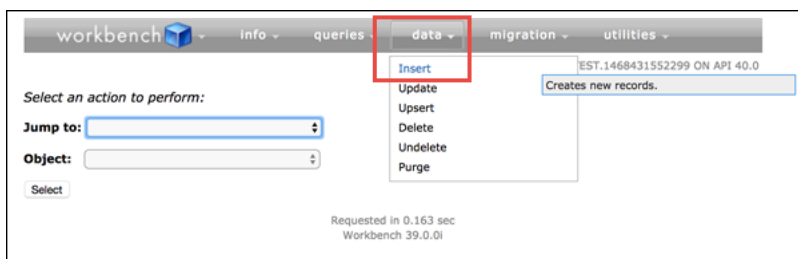 workbench info queries data migration utilities
EST.1468431552299 ON API 40.0
Insert
Creates new records.
Update
Select an action to perform:
Upsert
Jump to:
Delete
Undelete
Object:
Purge
Select
Requested in 0.163 sec
Workbench 39.0.0i